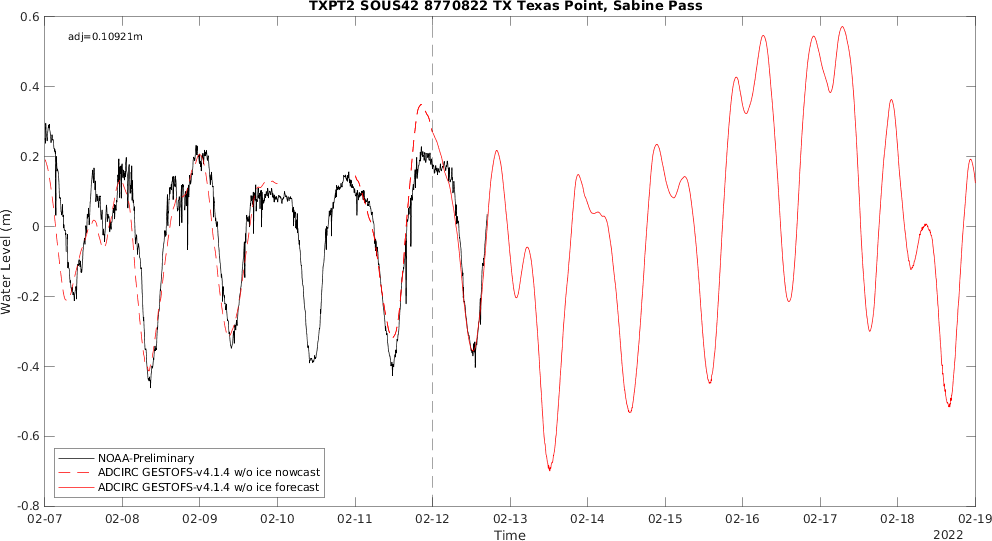 TXPT2 SOUS42 8770822 TX Texas Point, Sabine Pass
adj=0.10921m
0.6
0.4
0.2
0
-0.2
-0.4
-0.6
-0.8
Water Level (m)
NOAA-Preliminary
ADCIRC GESTOFS-v4.1.4 w/o ice nowcast
ADCIRC GESTOFS-v4.1.4 w/o ice forecast
02-07 02-08 02-09 02-10 02-11 02-12 02-13 02-14 02-15 02-16 02-17 02-18 02-19
Time
2022